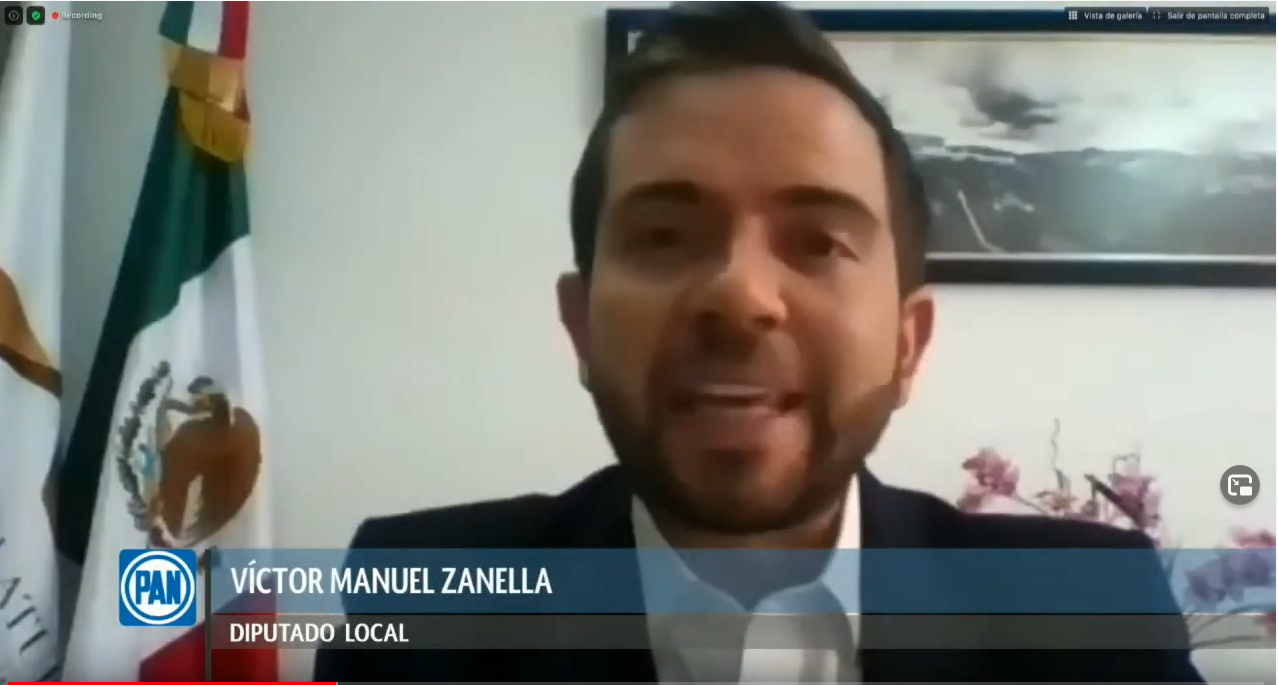 Recording
Vista de galería
Salir de pantalla completa
PAN
VÍCTOR MANUEL ZANELLA
DIPUTADO LOCAL